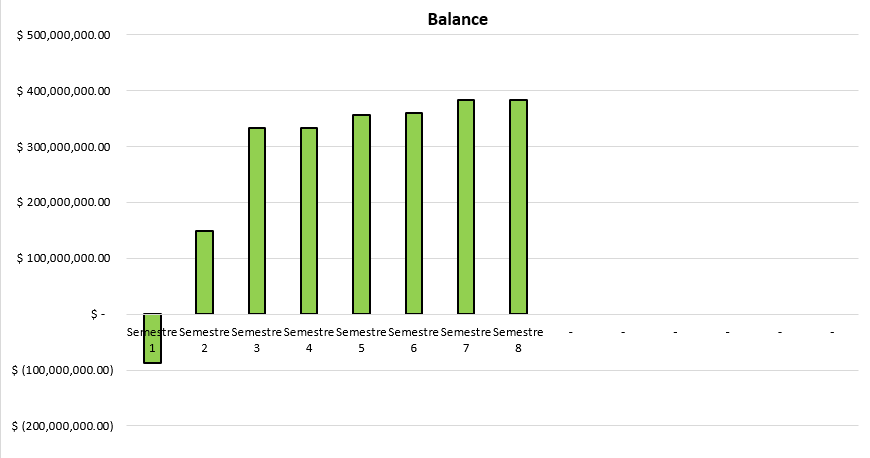 Balance
$ 500,000,000.00
$ 400,000,000.00
$ 300,000,000.00
$ 200,000,000.00
$ 100,000,000.00
$ -
$ (100,000,000.00)
$ (200,000,000.00)
Semestre 1
Semestre 2
Semestre 3
Semestre 4
Semestre 5
Semestre 6
Semestre 7
Semestre 8
-
-
-
-
-
-